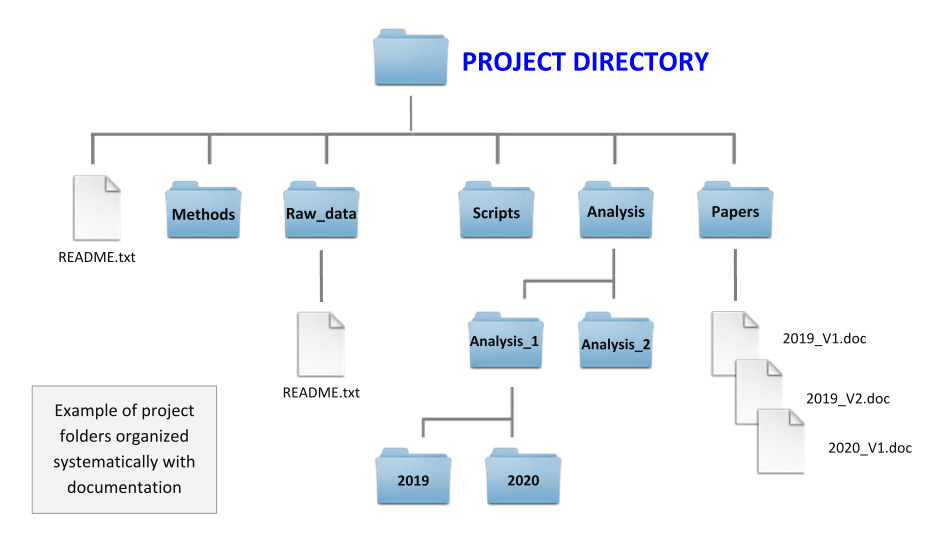 PROJECT DIRECTORY
README.txt
Methods
Raw_data
Scripts
Analysis
Papers
README.txt
Analysis_1
Analysis_2
2019_V1.doc
2019_V2.doc
2020_V1.doc
2019
2020
Example of project
folders organized
systematically with
documentation